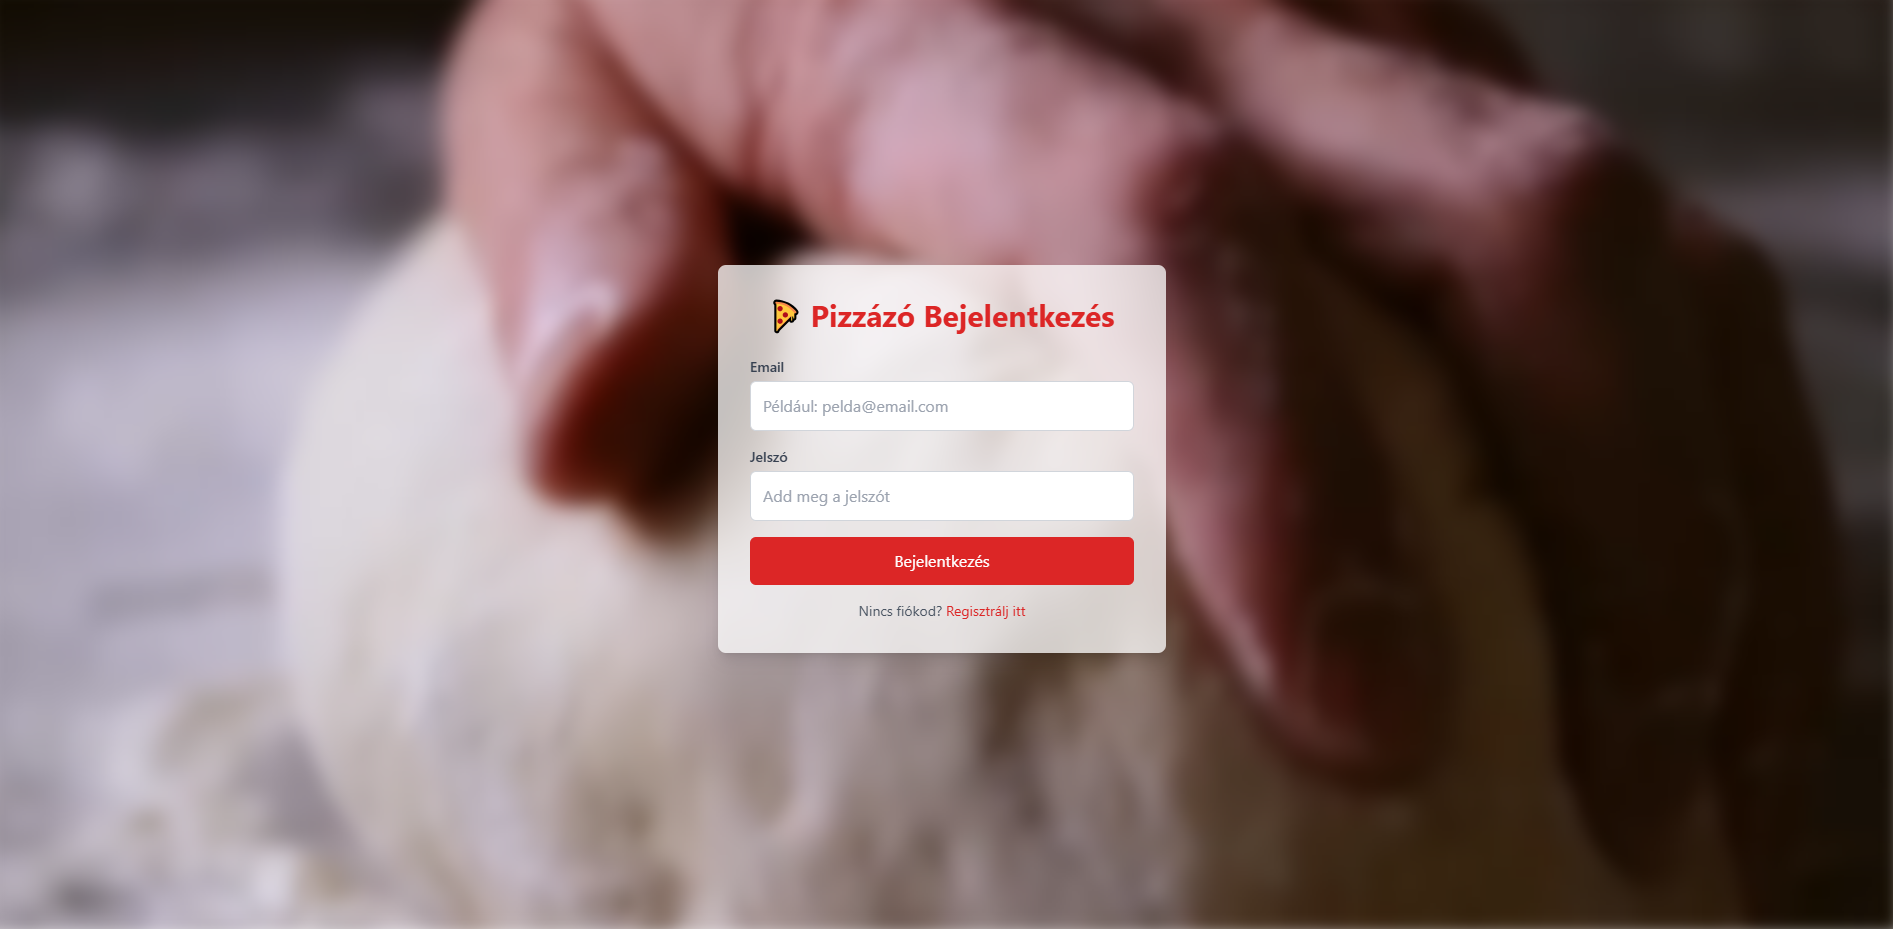 Pizzázó Bejelentkezés
Email
Például: pelda@email.com
Jelszó
Add meg a jelszót
Bejelentkezés
Nincs fiókod? Regisztrálj itt